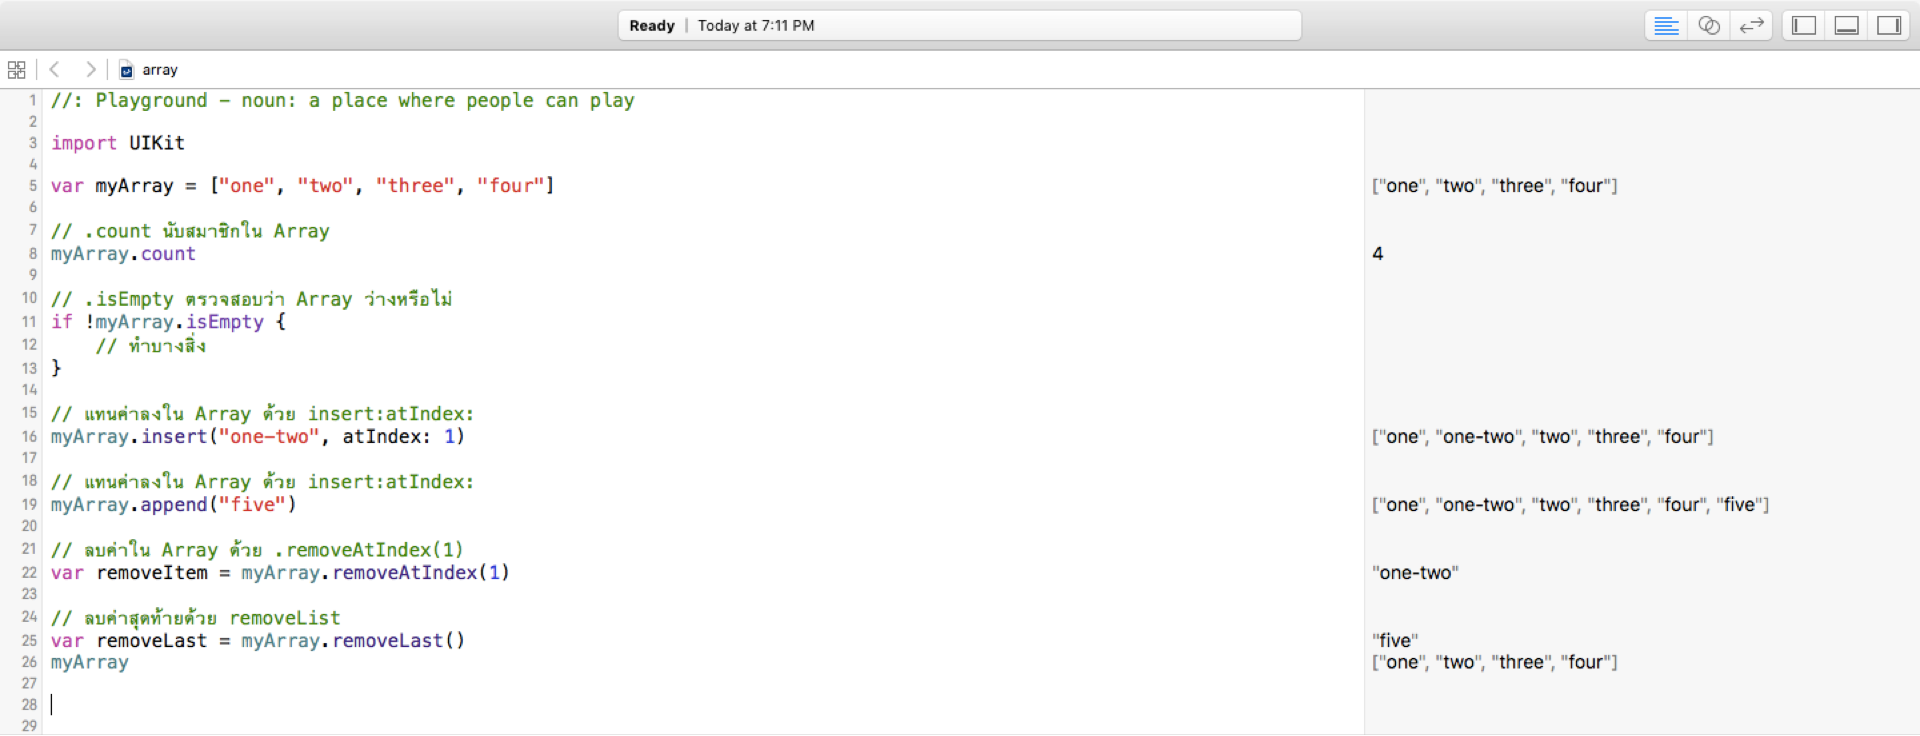 Ready | Today at 7:11 PM
array
1 //: Playground – noun: a place where people can play
2
3 import UIKit
4
5 var myArray = ["one", "two", "three", "four"] ["one", "two", "three", "four"]
6
7 // .count นับสมาชิกใน Array
8 myArray.count 4
9
10 // .isEmpty ตรวจสอบว่า Array ว่างหรือไม่
11 if !myArray.isEmpty {
12 // ทำบางสิ่ง
13 }
14
15 // แทนค่าลงใน Array ด้วย insert:atIndex:
16 myArray.insert("one-two", atIndex: 1) ["one", "one-two", "two", "three", "four"]
17
18 // แทนค่าลงใน Array ด้วย insert:atIndex:
19 myArray.append("five") ["one", "one-two", "two", "three", "four", "five"]
20
21 // ลบค่าใน Array ด้วย .removeAtIndex(1)
22 var removeItem = myArray.removeAtIndex(1) "one-two"
23
24 // ลบค่าสุดท้ายด้วย removeList
25 var removeLast = myArray.removeLast() "five"
26 myArray ["one", "two", "three", "four"]
27
28
29